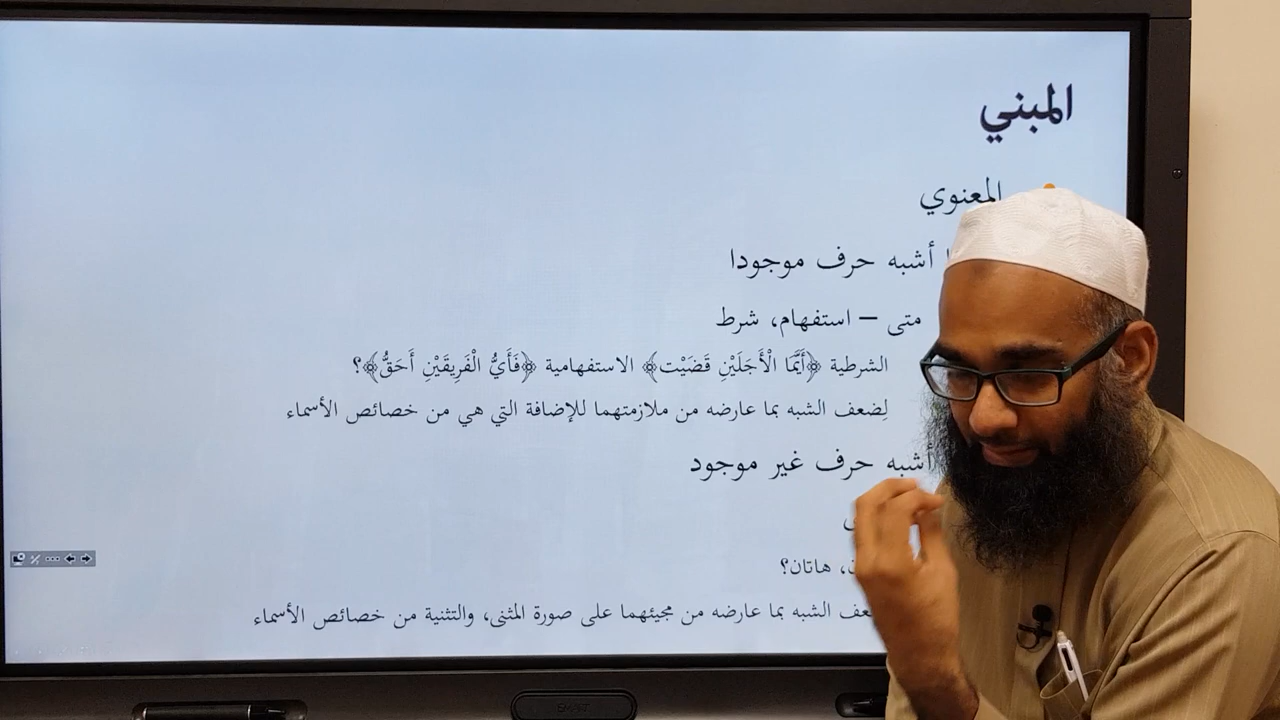 المبني
المعنوي
أشبه حرف موجودا
متى – استفهام، شرط
الشرطية ﴿أَيَّمَا الْأَجَلَيْنِ قَضَيْت﴾ الاستفهامية ﴿فَأَيُّ الْفَرِيقَيْنِ أَحَقُّ﴾؟
لِضعف الشبه بما عارضه من ملازمتهما للإضافة التي هي من خصائص الأسماء
أشبه حرف غير موجود
هاتان؟
الشبه بما عارضه من مجيئهما على صورة المثنى، والتثنية من خصائص الأسماء
SMART